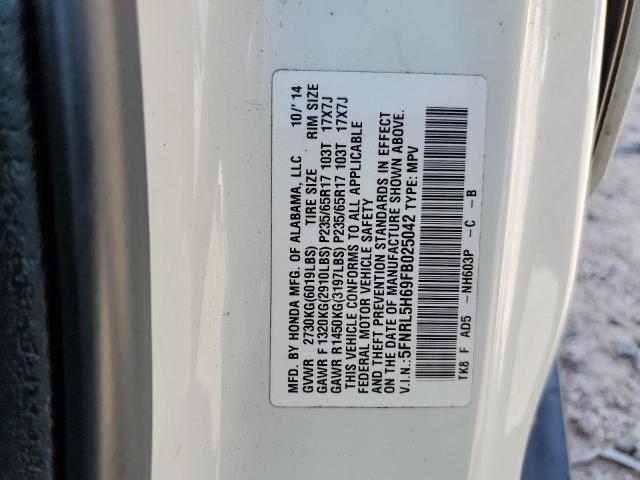 MFD. BY HONDA MFG. OF ALABAMA, LLC 10/'14
GVWR 2730KG(6019LBS) TIRE SIZE RIM SIZE
GAWR F 1320KG(2910LBS) P235/65R17 103T 17X7J
GAWR R1450KG(3197LBS) P235/65R17 103T 17X7J
THIS VEHICLE CONFORMS TO ALL APPLICABLE
FEDERAL MOTOR VEHICLE SAFETY
AND THEFT PREVENTION STANDARDS IN EFFECT
ON THE DATE OF MANUFACTURE SHOWN ABOVE.
V.I.N.:5FNRL5H69FB025042 TYPE: MPV
TK8 F AD5 -NH603P -C -B